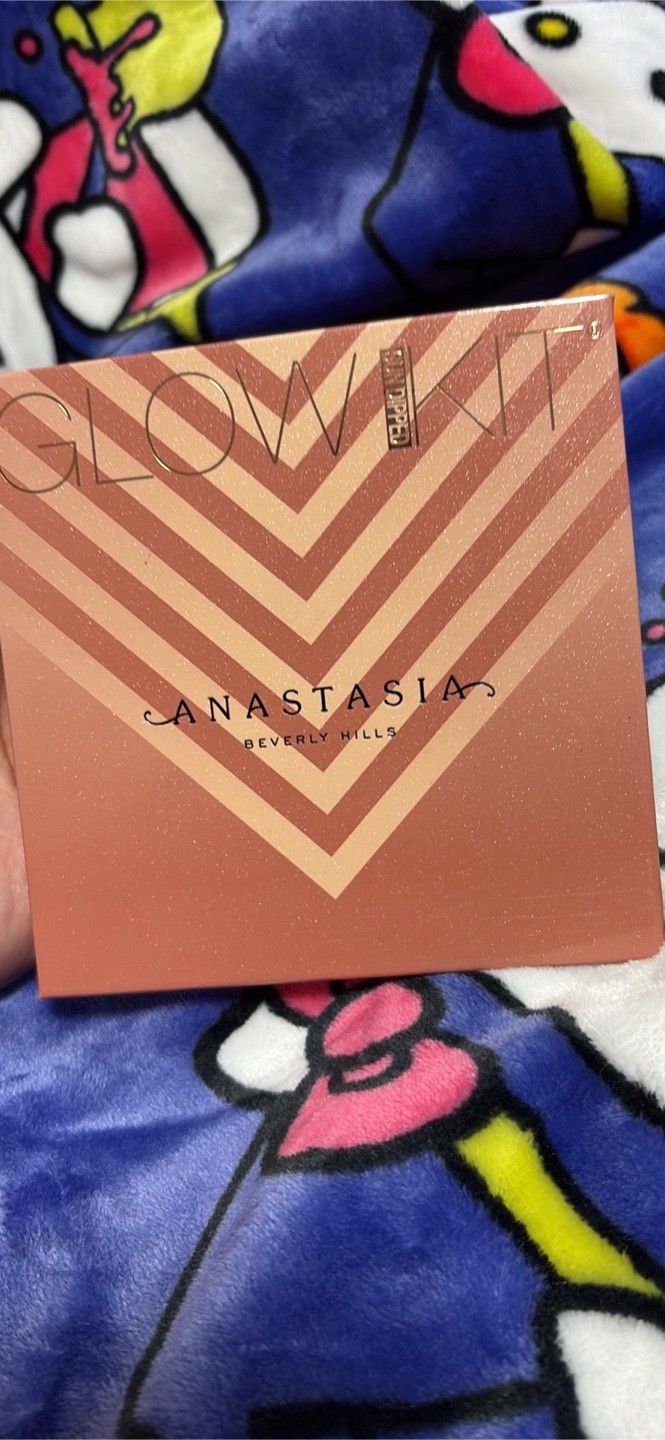 GLOW KIT®
SUN DIPPED
ANASTASIA
BEVERLY HILLS